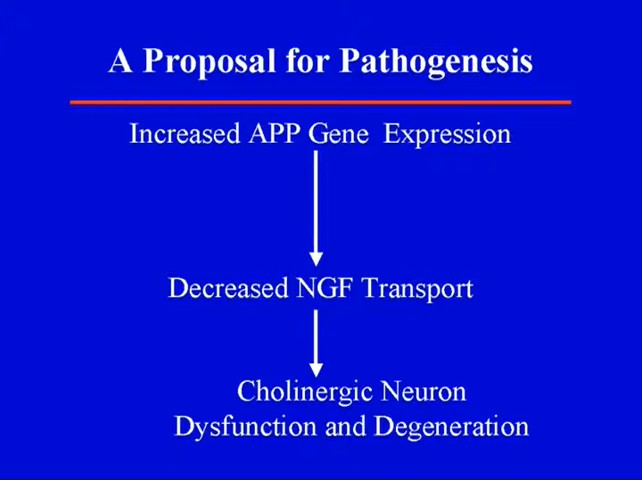 A Proposal for Pathogenesis
Increased APP Gene Expression
Decreased NGF Transport
Cholinergic Neuron
Dysfunction and Degeneration